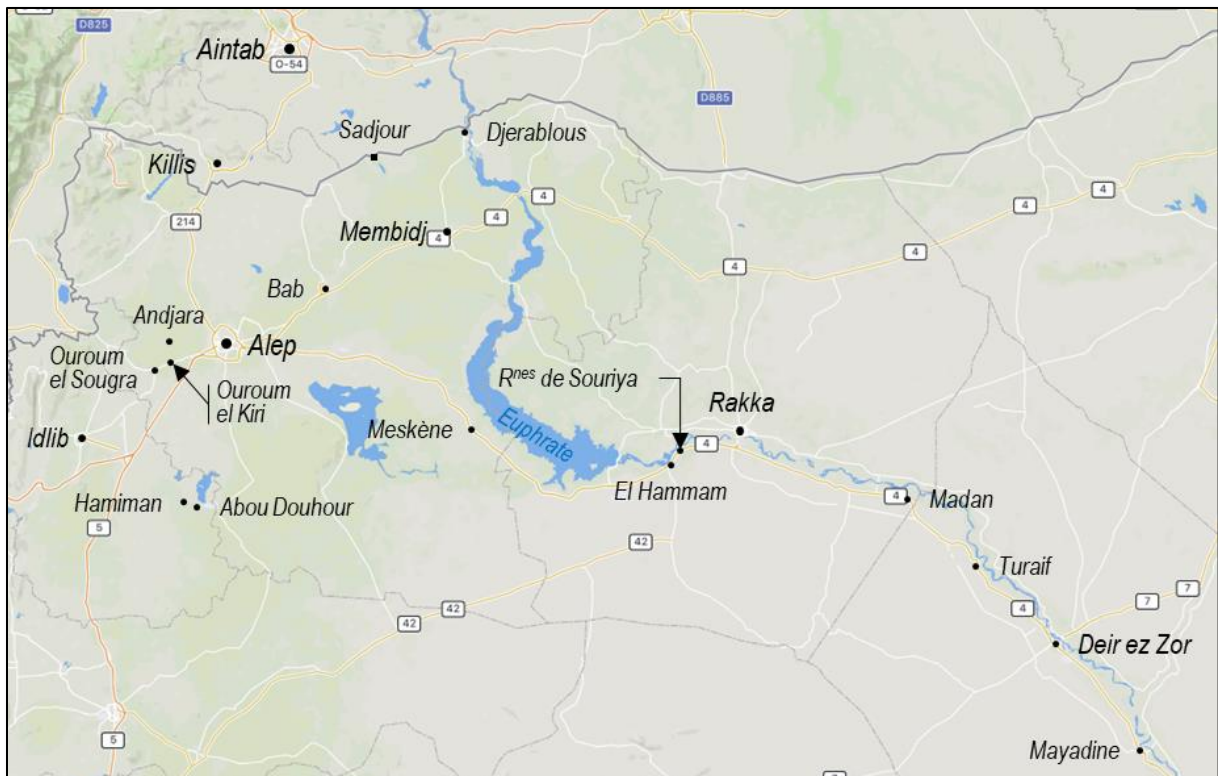 D825
Aintab
O-54
D885
Sadjour
Djerablous
Killis
4
4
4
214
Membidj
4
4
4
4
Bab
Andjara
Alep
Ouroum
el Sougra
Ouroum
el Kiri
Rnes de Souriya
Rakka
Idlib
Meskène
Euphrate
4
El Hammam
Hamiman
Abou Douhour
4
Madan
5
42
Turaif
7
7
42
42
4
Deir ez Zor
5
Mayadine